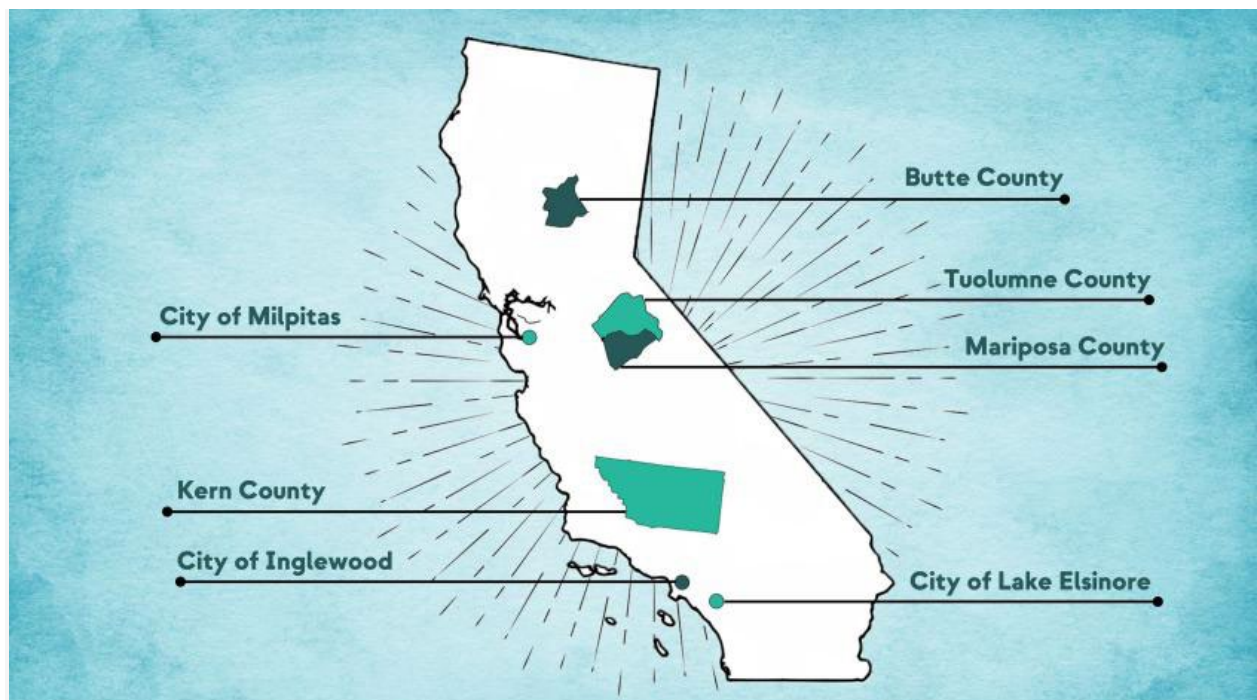 Butte County
Tuolumne County
City of Milpitas
Mariposa County
Kern County
City of Inglewood
City of Lake Elsinore